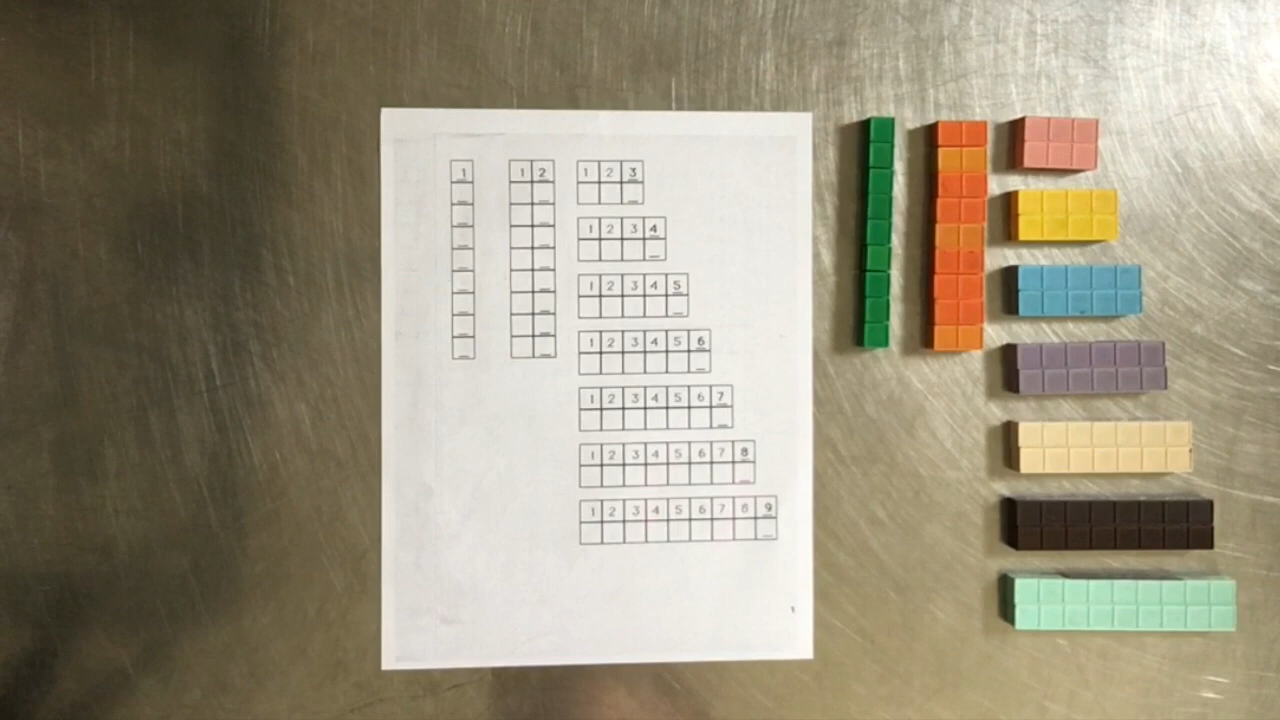 1
1 2
1 2 3
1 2 3 4
1 2 3 4 5
1 2 3 4 5 6
1 2 3 4 5 6 7
1 2 3 4 5 6 7 8
1 2 3 4 5 6 7 8 9
1